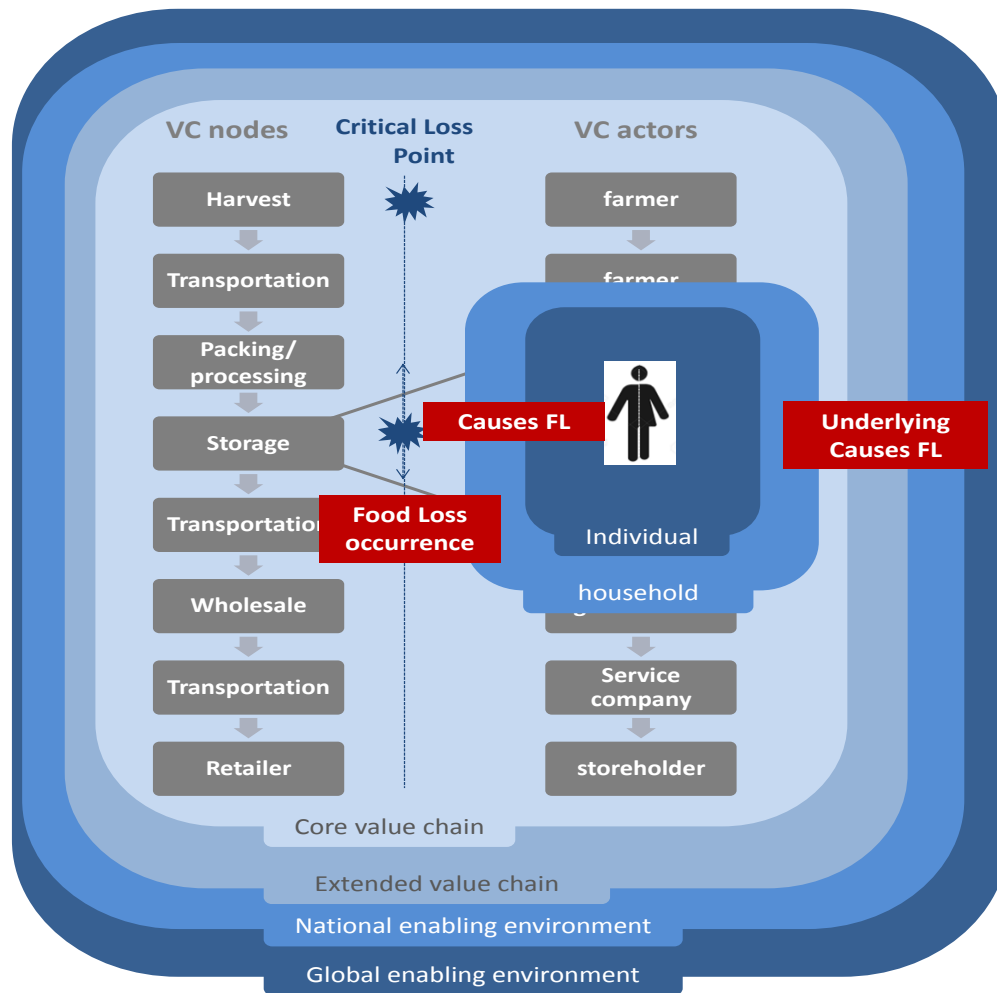 VC nodes
Critical Loss
Point
VC actors
Harvest
farmer
Transportation
farmer
Packing/
processing
Causes FL
Underlying
Causes FL
Storage
Transportation
Food Loss
occurrence
Individual
household
Wholesale
Transportation
Service
company
Retailer
storeholder
Core value chain
Extended value chain
National enabling environment
Global enabling environment